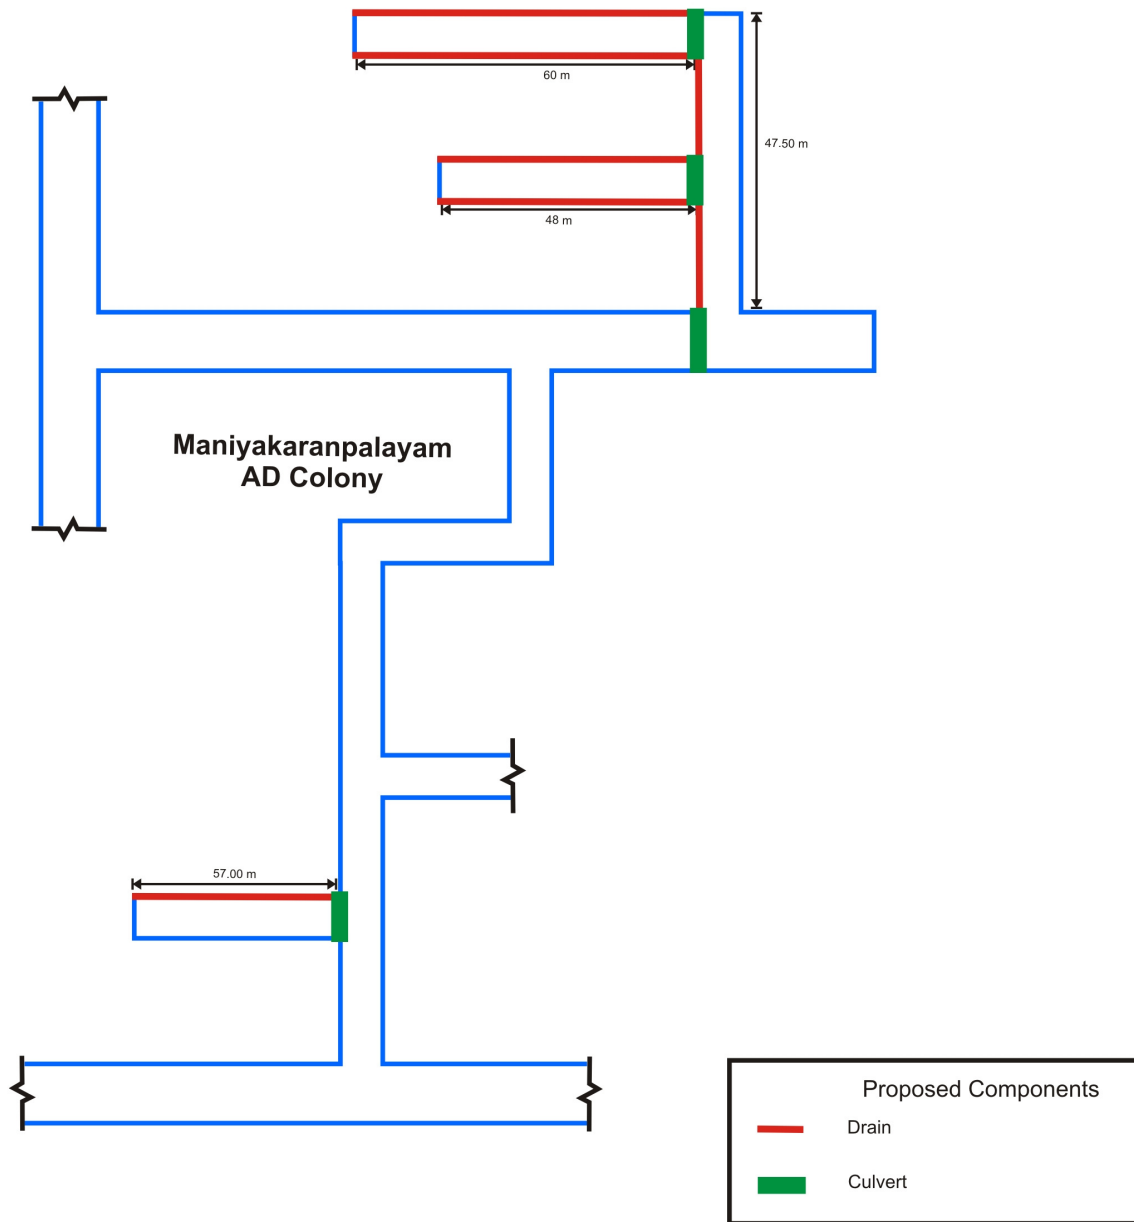 60 m
47.50 m
48 m
Maniyakaranpalayam
AD Colony
57.00 m
Proposed Components
Drain
Culvert